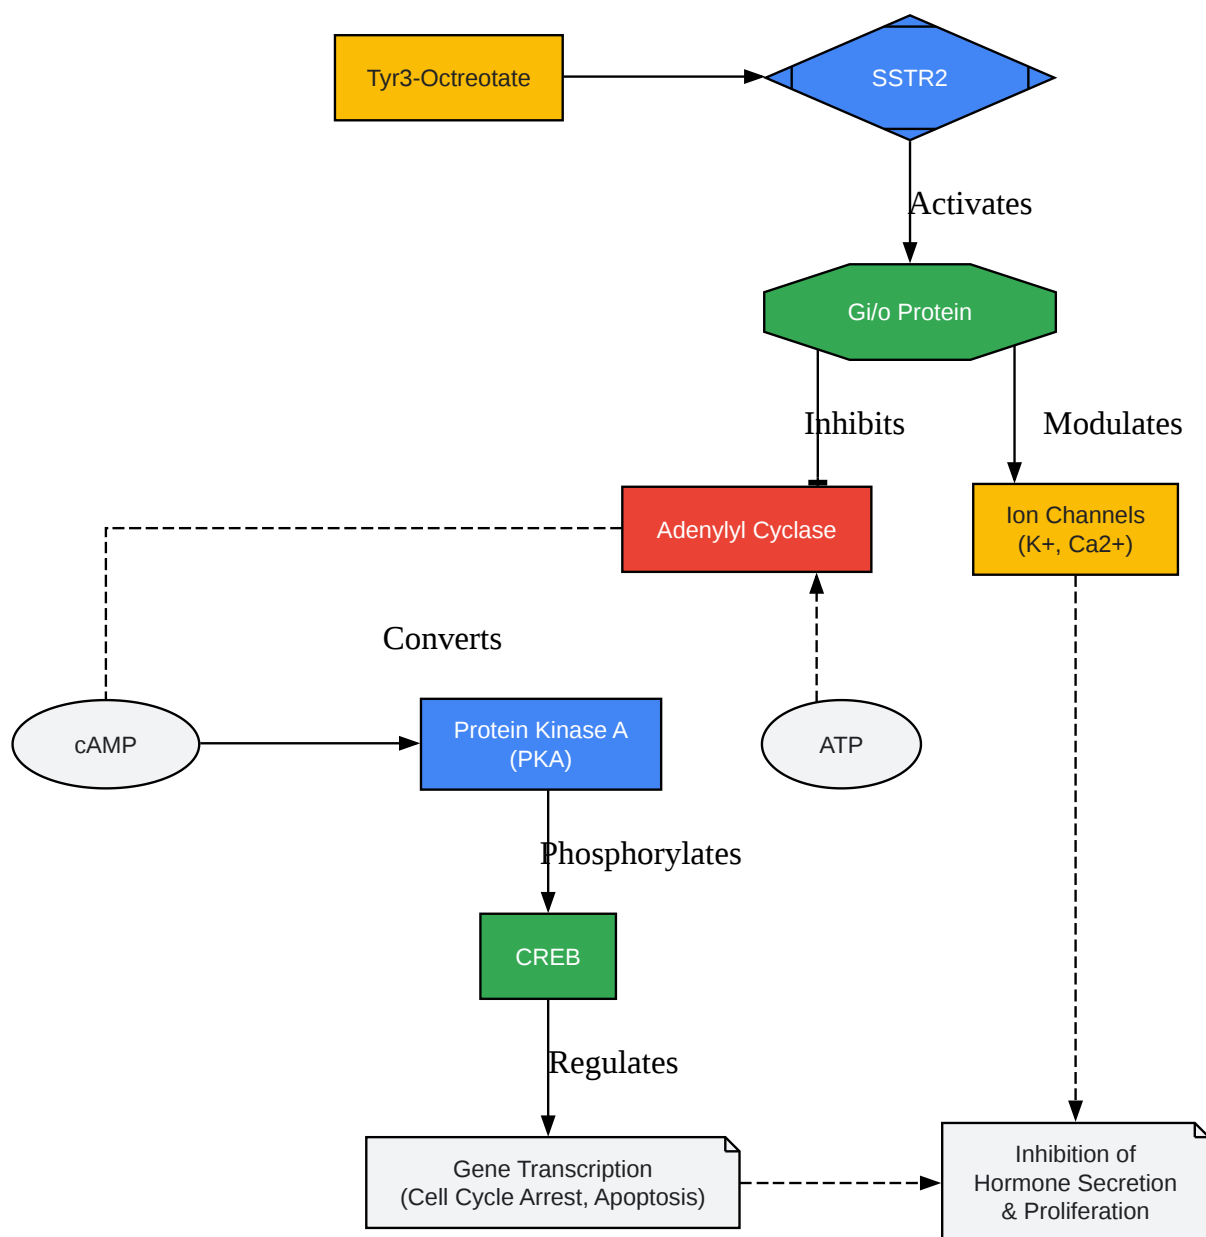 Tyr3-Octreotate
SSTR2
Activates
Gi/o Protein
Inhibits
Modulates
Adenylyl Cyclase
Ion Channels
(K+, Ca2+)
Converts
cAMP
Protein Kinase A
(PKA)
ATP
Phosphorylates
CREB
Regulates
Gene Transcription
(Cell Cycle Arrest, Apoptosis)
Inhibition of
Hormone Secretion
& Proliferation